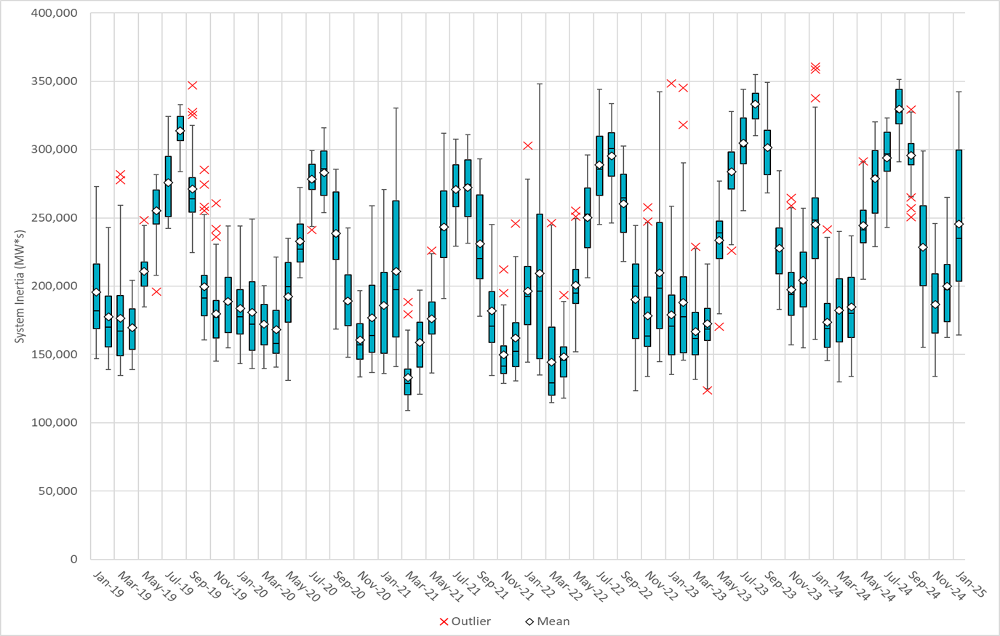 400,000
350,000
300,000
250,000
200,000
150,000
100,000
50,000
0
System Inertia (MW*s)
Jan-19
Mar-19
May-19
Jul-19
Sep-19
Nov-19
Jan-20
Mar-20
May-20
Jul-20
Sep-20
Nov-20
Jan-21
Mar-21
May-21
Jul-21
Sep-21
Nov-21
Jan-22
Mar-22
May-22
Jul-22
Sep-22
Nov-22
Jan-23
Mar-23
May-23
Jul-23
Sep-23
Nov-23
Jan-24
Mar-24
May-24
Jul-24
Sep-24
Nov-24
Jan-25
Outlier Mean